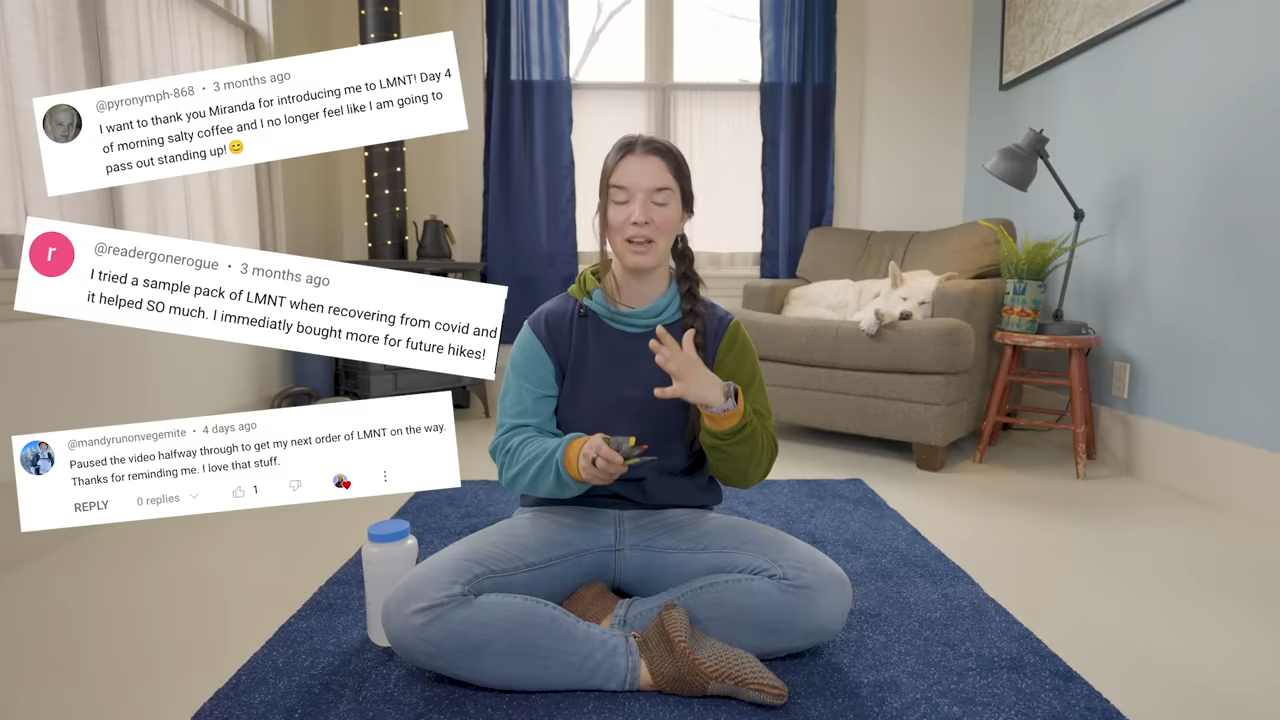 @pyronymph-868 • 3 months ago
I want to thank you Miranda for introducing me to LMNT! Day 4
of morning salty coffee and I no longer feel like I am going to
pass out standing up!😊
r
@readergonerogue • 3 months ago
I tried a sample pack of LMNT when recovering from covid and
it helped SO much. I immediatly bought more for future hikes!
@mandyrunonvegemite • 4 days ago
Paused the video halfway through to get my next order of LMNT on the way.
Thanks for reminding me. I love that stuff.
REPLY 0 replies 1